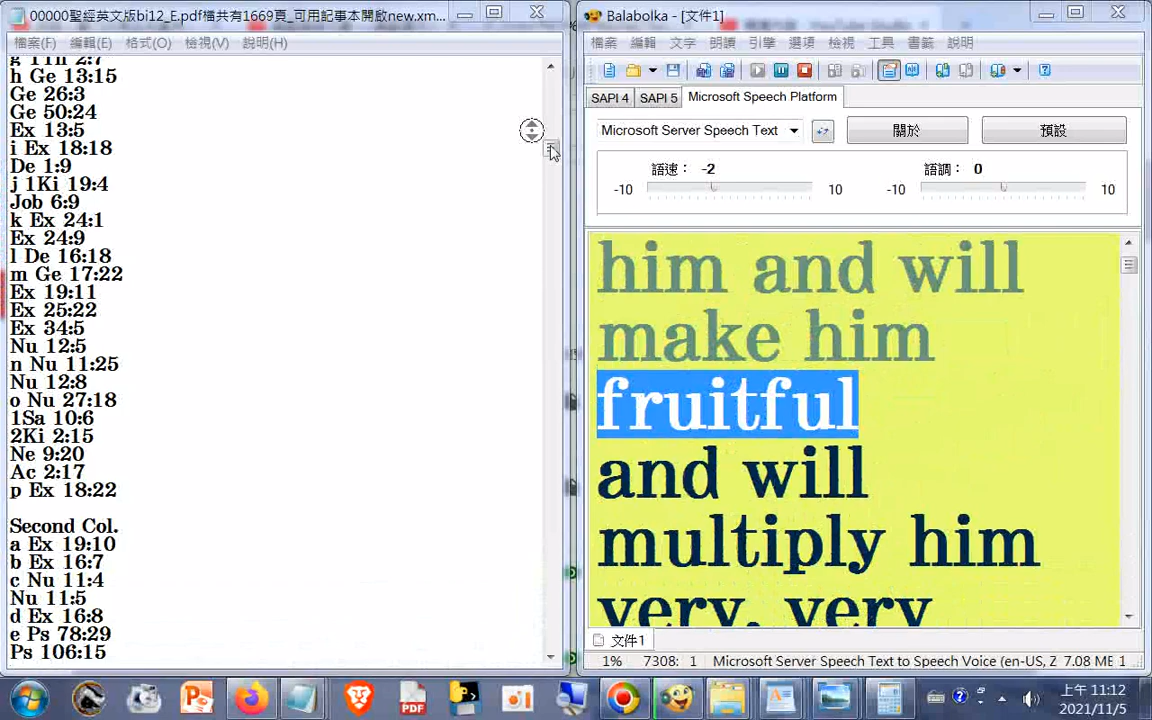 00000聖經英文版bi12_E.pdf檔共有1669頁_可用記事本開啟new.xm...
檔案(F) 編輯(E) 格式(O) 檢視(V) 說明(H)
g 1Th 2:7
h Ge 13:15
Ge 26:3
Ge 50:24
Ex 13:5
i Ex 18:18
De 1:9
j 1Ki 19:4
Job 6:9
k Ex 24:1
Ex 24:9
l De 16:18
m Ge 17:22
Ex 19:11
Ex 25:22
Ex 34:5
Nu 12:5
n Nu 11:25
Nu 12:8
o Nu 27:18
1Sa 10:6
2Ki 2:15
Ne 9:20
Ac 2:17
p Ex 18:22
Second Col.
a Ex 19:10
b Ex 16:7
c Nu 11:4
Nu 11:5
d Ex 16:8
e Ps 78:29
Ps 106:15
Balabolka - [文件1]
檔案 編輯 文字 朗讀 引擎 選項 檢視 工具 書籤 說明
SAPI 4 SAPI 5 Microsoft Speech Platform
Microsoft Server Speech Text 關於 預設
語速： -2 語調： 0
-10 10 -10 10
him and will
make him
fruitful
and will
multiply him
very, very
文件1
1% 7308: 1 Microsoft Server Speech Text to Speech Voice (en-US, Z 7.08 ME 1
PDF
上午 11:12
2021/11/5